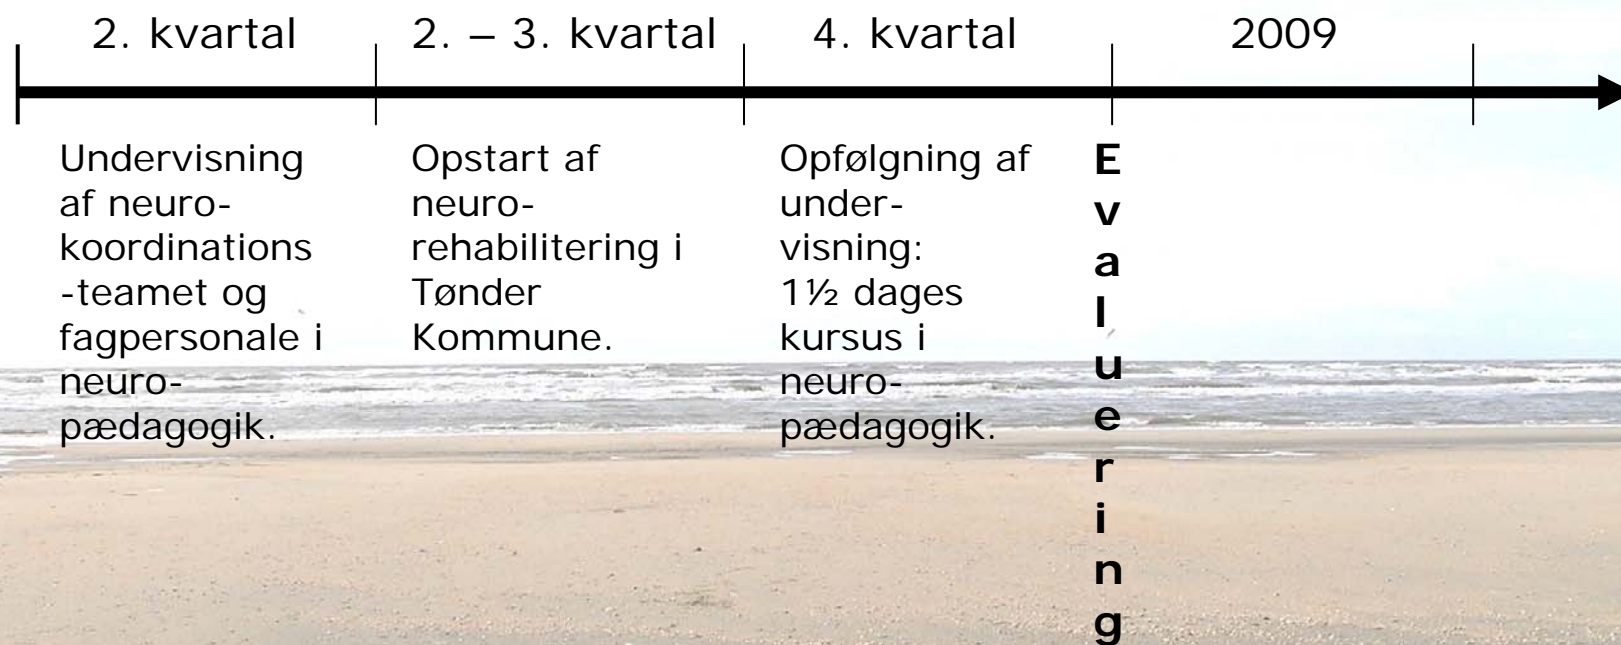 2. kvartal
2. – 3. kvartal
4. kvartal
2009
Undervisning
af neuro-
koordinations
-teamet og
fagpersonale i
neuro-
pædagogik.
Opstart af
neuro-
rehabilitering i
Tønder
Kommune.
Opfølgning af
under-
visning:
1½ dages
kursus i
neuro-
pædagogik.
E
v
a
l
u
e
r
i
n
g